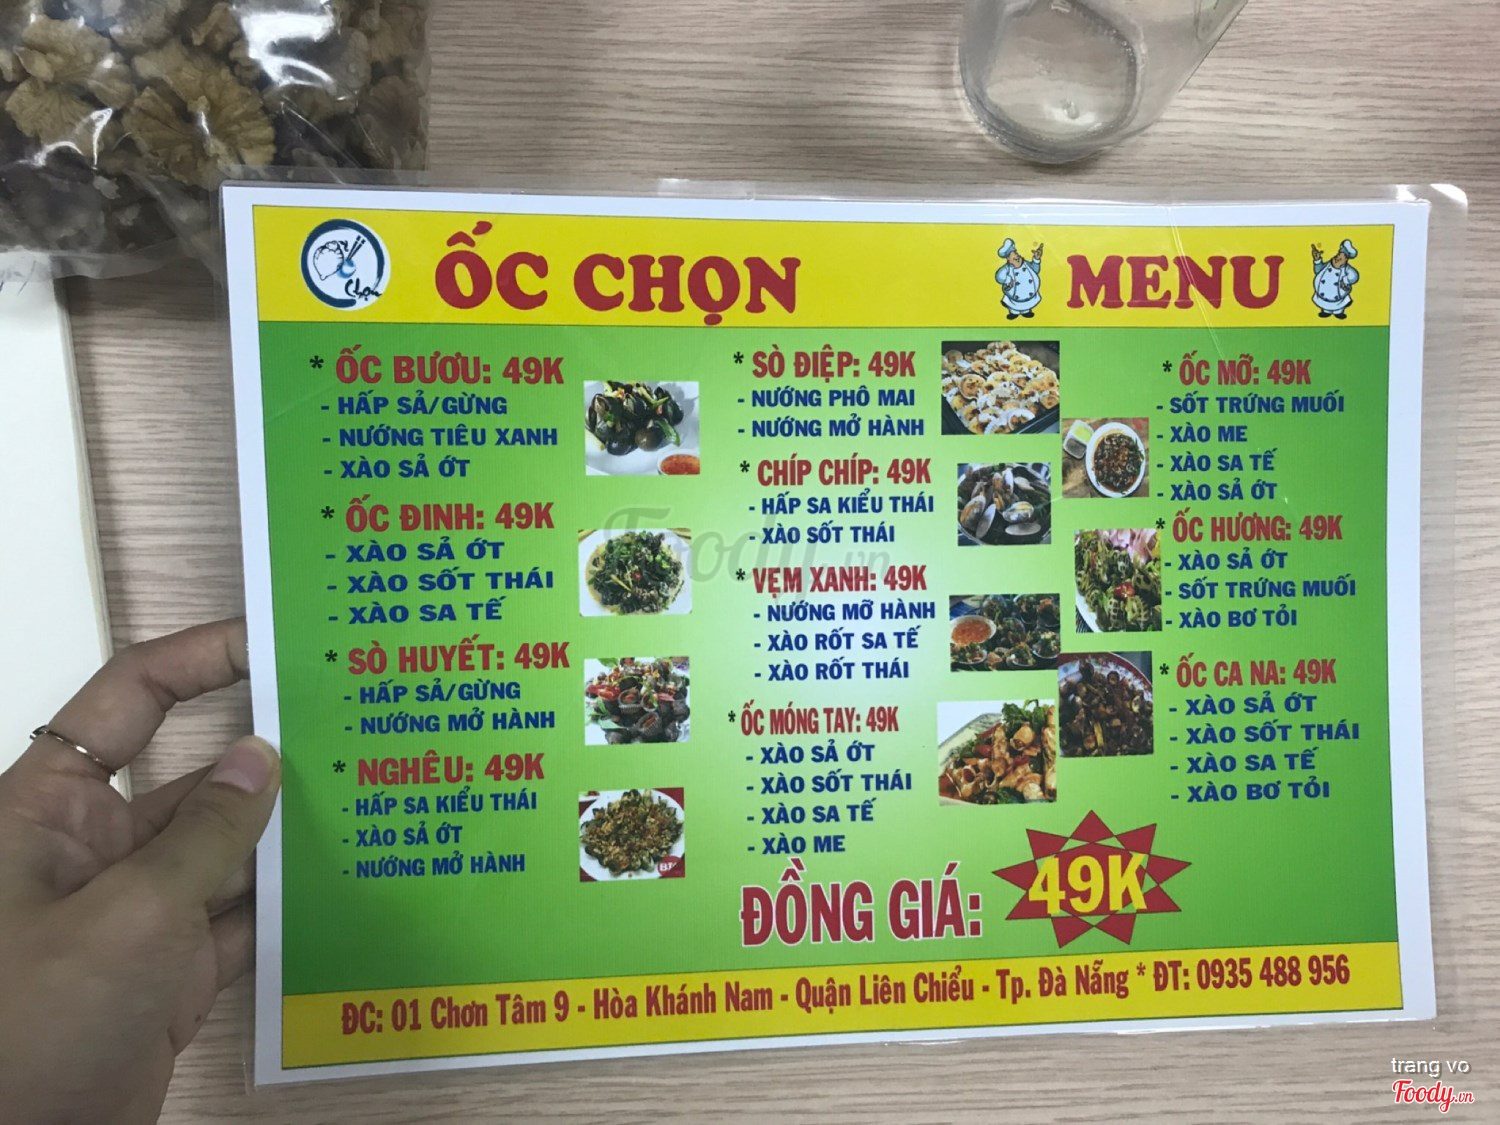 Chọn
ỐC CHỌN
MENU
* ỐC BƯƠU: 49K
- HẤP SẢ/GỪNG
- NƯỚNG TIÊU XANH
- XÀO SẢ ỚT
* ỐC ĐINH: 49K
- XÀO SẢ ỚT
- XÀO SỐT THÁI
- XÀO SA TẾ
* SÒ HUYẾT: 49K
- HẤP SẢ/GỪNG
- NƯỚNG MỞ HÀNH
* NGHÊU: 49K
- HẤP SA KIỂU THÁI
- XÀO SẢ ỚT
- NƯỚNG MỞ HÀNH
* SÒ ĐIỆP: 49K
- NƯỚNG PHÔ MAI
- NƯỚNG MỞ HÀNH
* CHÍP CHÍP: 49K
- HẤP SA KIỂU THÁI
- XÀO SỐT THÁI
* VẸM XANH: 49K
- NƯỚNG MỠ HÀNH
- XÀO RỐT SA TẾ
- XÀO RỐT THÁI
* ỐC MÓNG TAY: 49K
- XÀO SẢ ỚT
- XÀO SỐT THÁI
- XÀO SA TẾ
- XÀO ME
* ỐC MỠ: 49K
- SỐT TRỨNG MUỐI
- XÀO ME
- XÀO SA TẾ
- XÀO SẢ ỚT
* ỐC HƯƠNG: 49K
- XÀO SẢ ỚT
- SỐT TRỨNG MUỐI
- XÀO BƠ TỎI
* ỐC CA NA: 49K
- XÀO SẢ ỚT
- XÀO SỐT THÁI
- XÀO SA TẾ
- XÀO BƠ TỎI
ĐỒNG GIÁ: 49K
ĐC: 01 Chơn Tâm 9 - Hòa Khánh Nam - Quận Liên Chiểu - Tp. Đà Nẵng * ĐT: 0935 488 956
Foody.vn
trang vo
Foody.vn